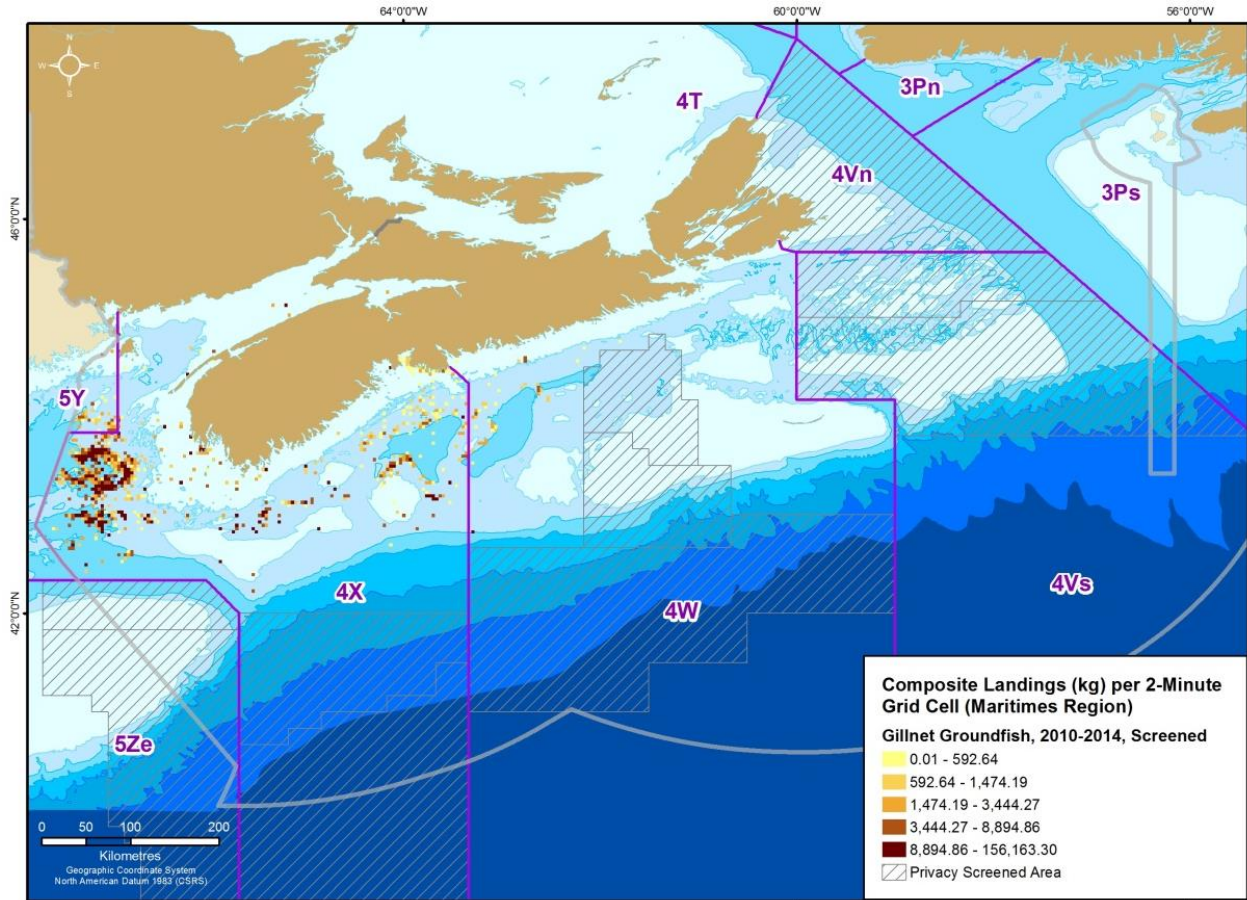 64°0'0"W
60°0'0"W
56°0'0"W
N
W
E
S
46°0'0"N
42°0'0"N
4T
3Pn
4Vn
3Ps
5Y
4X
4W
4Vs
5Ze
0 50 100 200
Kilometres
Geographic Coordinate System
North American Datum 1983 (CSRS)
Composite Landings (kg) per 2-Minute
Grid Cell (Maritimes Region)
Gillnet Groundfish, 2010-2014, Screened
0.01 - 592.64
592.64 - 1,474.19
1,474.19 - 3,444.27
3,444.27 - 8,894.86
8,894.86 - 156,163.30
Privacy Screened Area